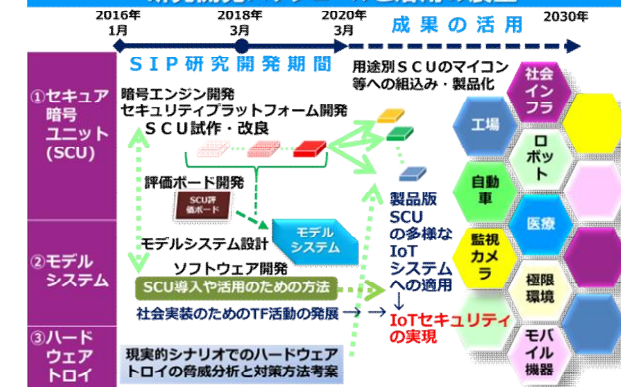 2016年
1月
2018年
3月
2020年
3月
成果の活用
2030年
SIP研究開発期間
①セキュア
暗号
ユニット
(SCU)
暗号エンジン開発
セキュリティプラットフォーム開発
SCU試作・改良
用途別SCUのマイコン
等への組込み・製品化
評価ボード開発
SCU評
価ボード
モデルシステム設計
モデル
システム
製品版
SCU
の多様な
IoT
システム
への適用
↓
IoTセキュリティ
の実現
②モデル
システム
ソフトウェア開発
SCU導入や活用のための方法
社会実装のためのTF活動の発展→ →
③ハード
ウェア
トロイ
現実的シナリオでのハードウェア
トロイの脅威分析と対策方法考案
社会
イン
フラ
工場
ロ
ボッ
ト
自動
車
医療
監視
カメ
ラ
極限
環境
モバ
イル
機器